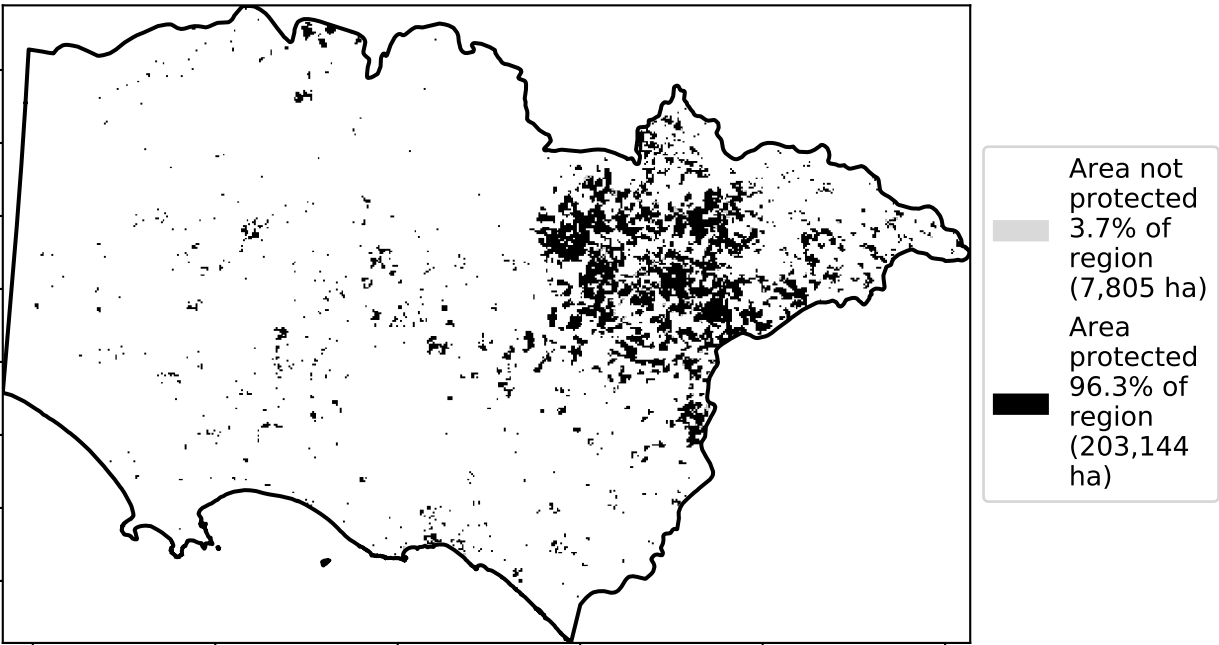 Area not
protected
3.7% of
region
(7,805 ha)
Area
protected
96.3% of
region
(203,144
ha)